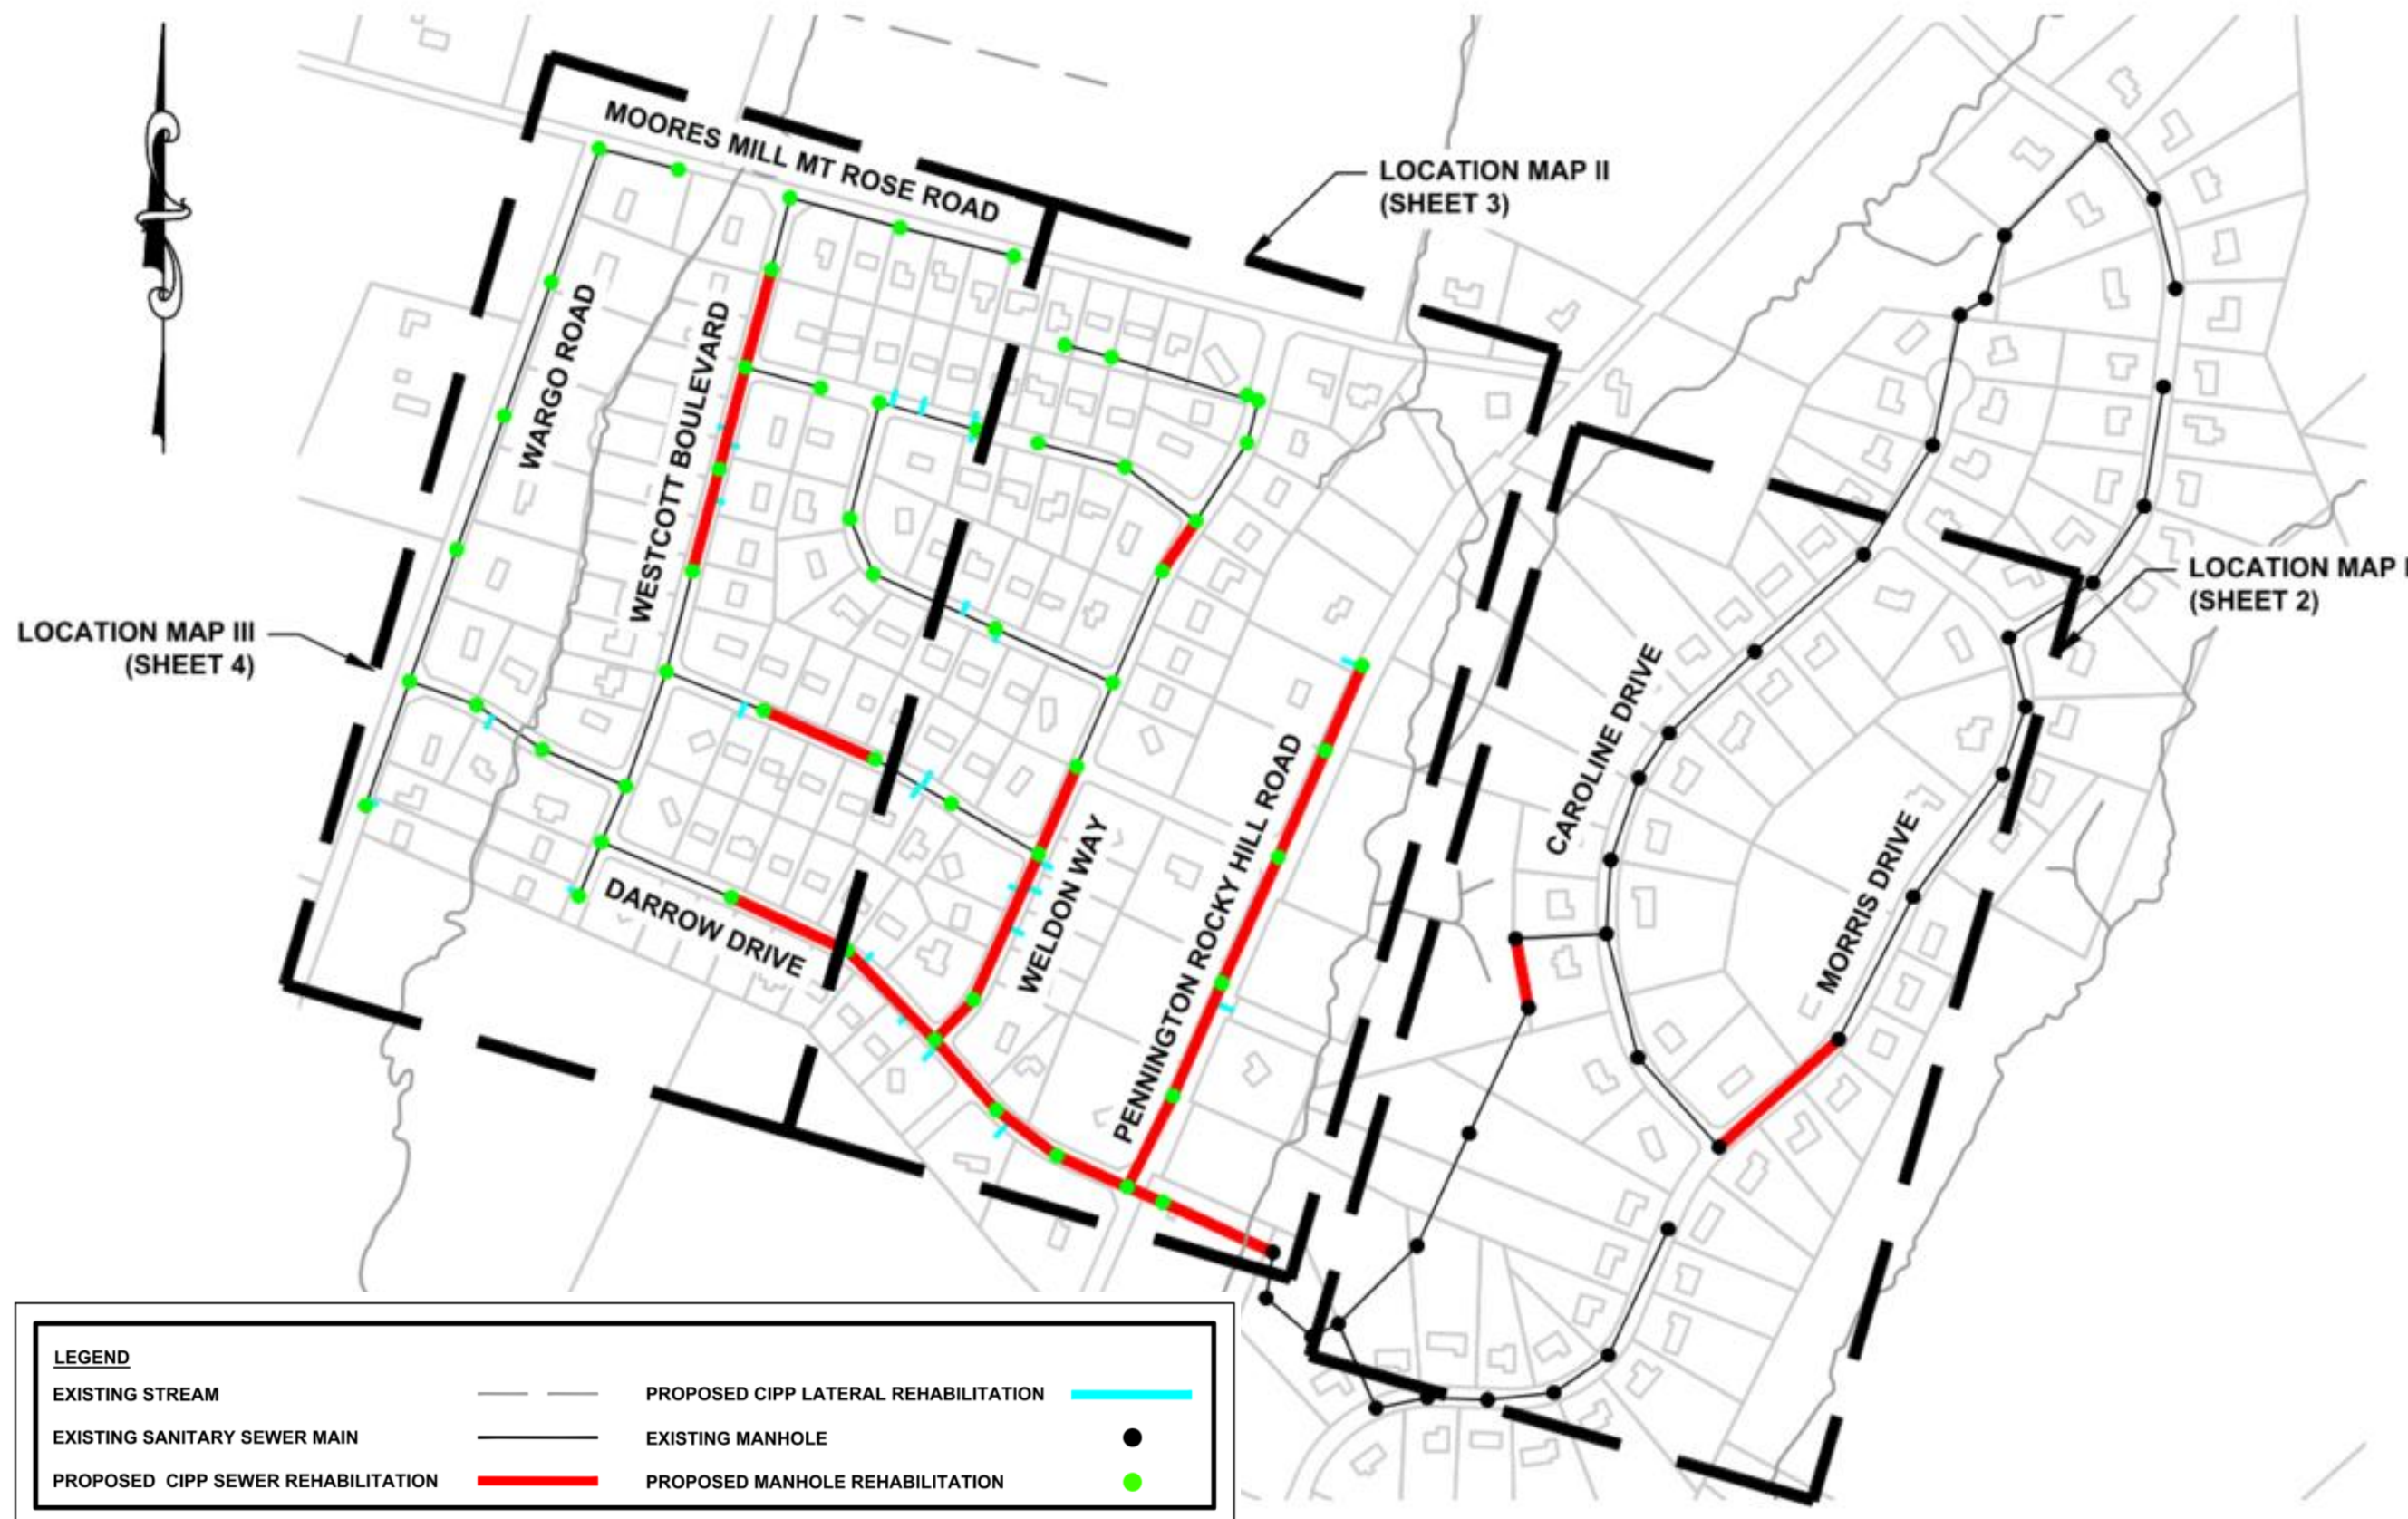 MOORES MILL MT ROSE ROAD
LOCATION MAP II
(SHEET 3)
WARGO ROAD
WESTCOTT BOULEVARD
LOCATION MAP I
(SHEET 2)
LOCATION MAP III
(SHEET 4)
CAROLINE DRIVE
PENNINGTON ROCKY HILL ROAD
WELDON WAY
MORRIS DRIVE
DARROW DRIVE
LEGEND
EXISTING STREAM
PROPOSED CIPP LATERAL REHABILITATION
EXISTING SANITARY SEWER MAIN
EXISTING MANHOLE
PROPOSED CIPP SEWER REHABILITATION
PROPOSED MANHOLE REHABILITATION